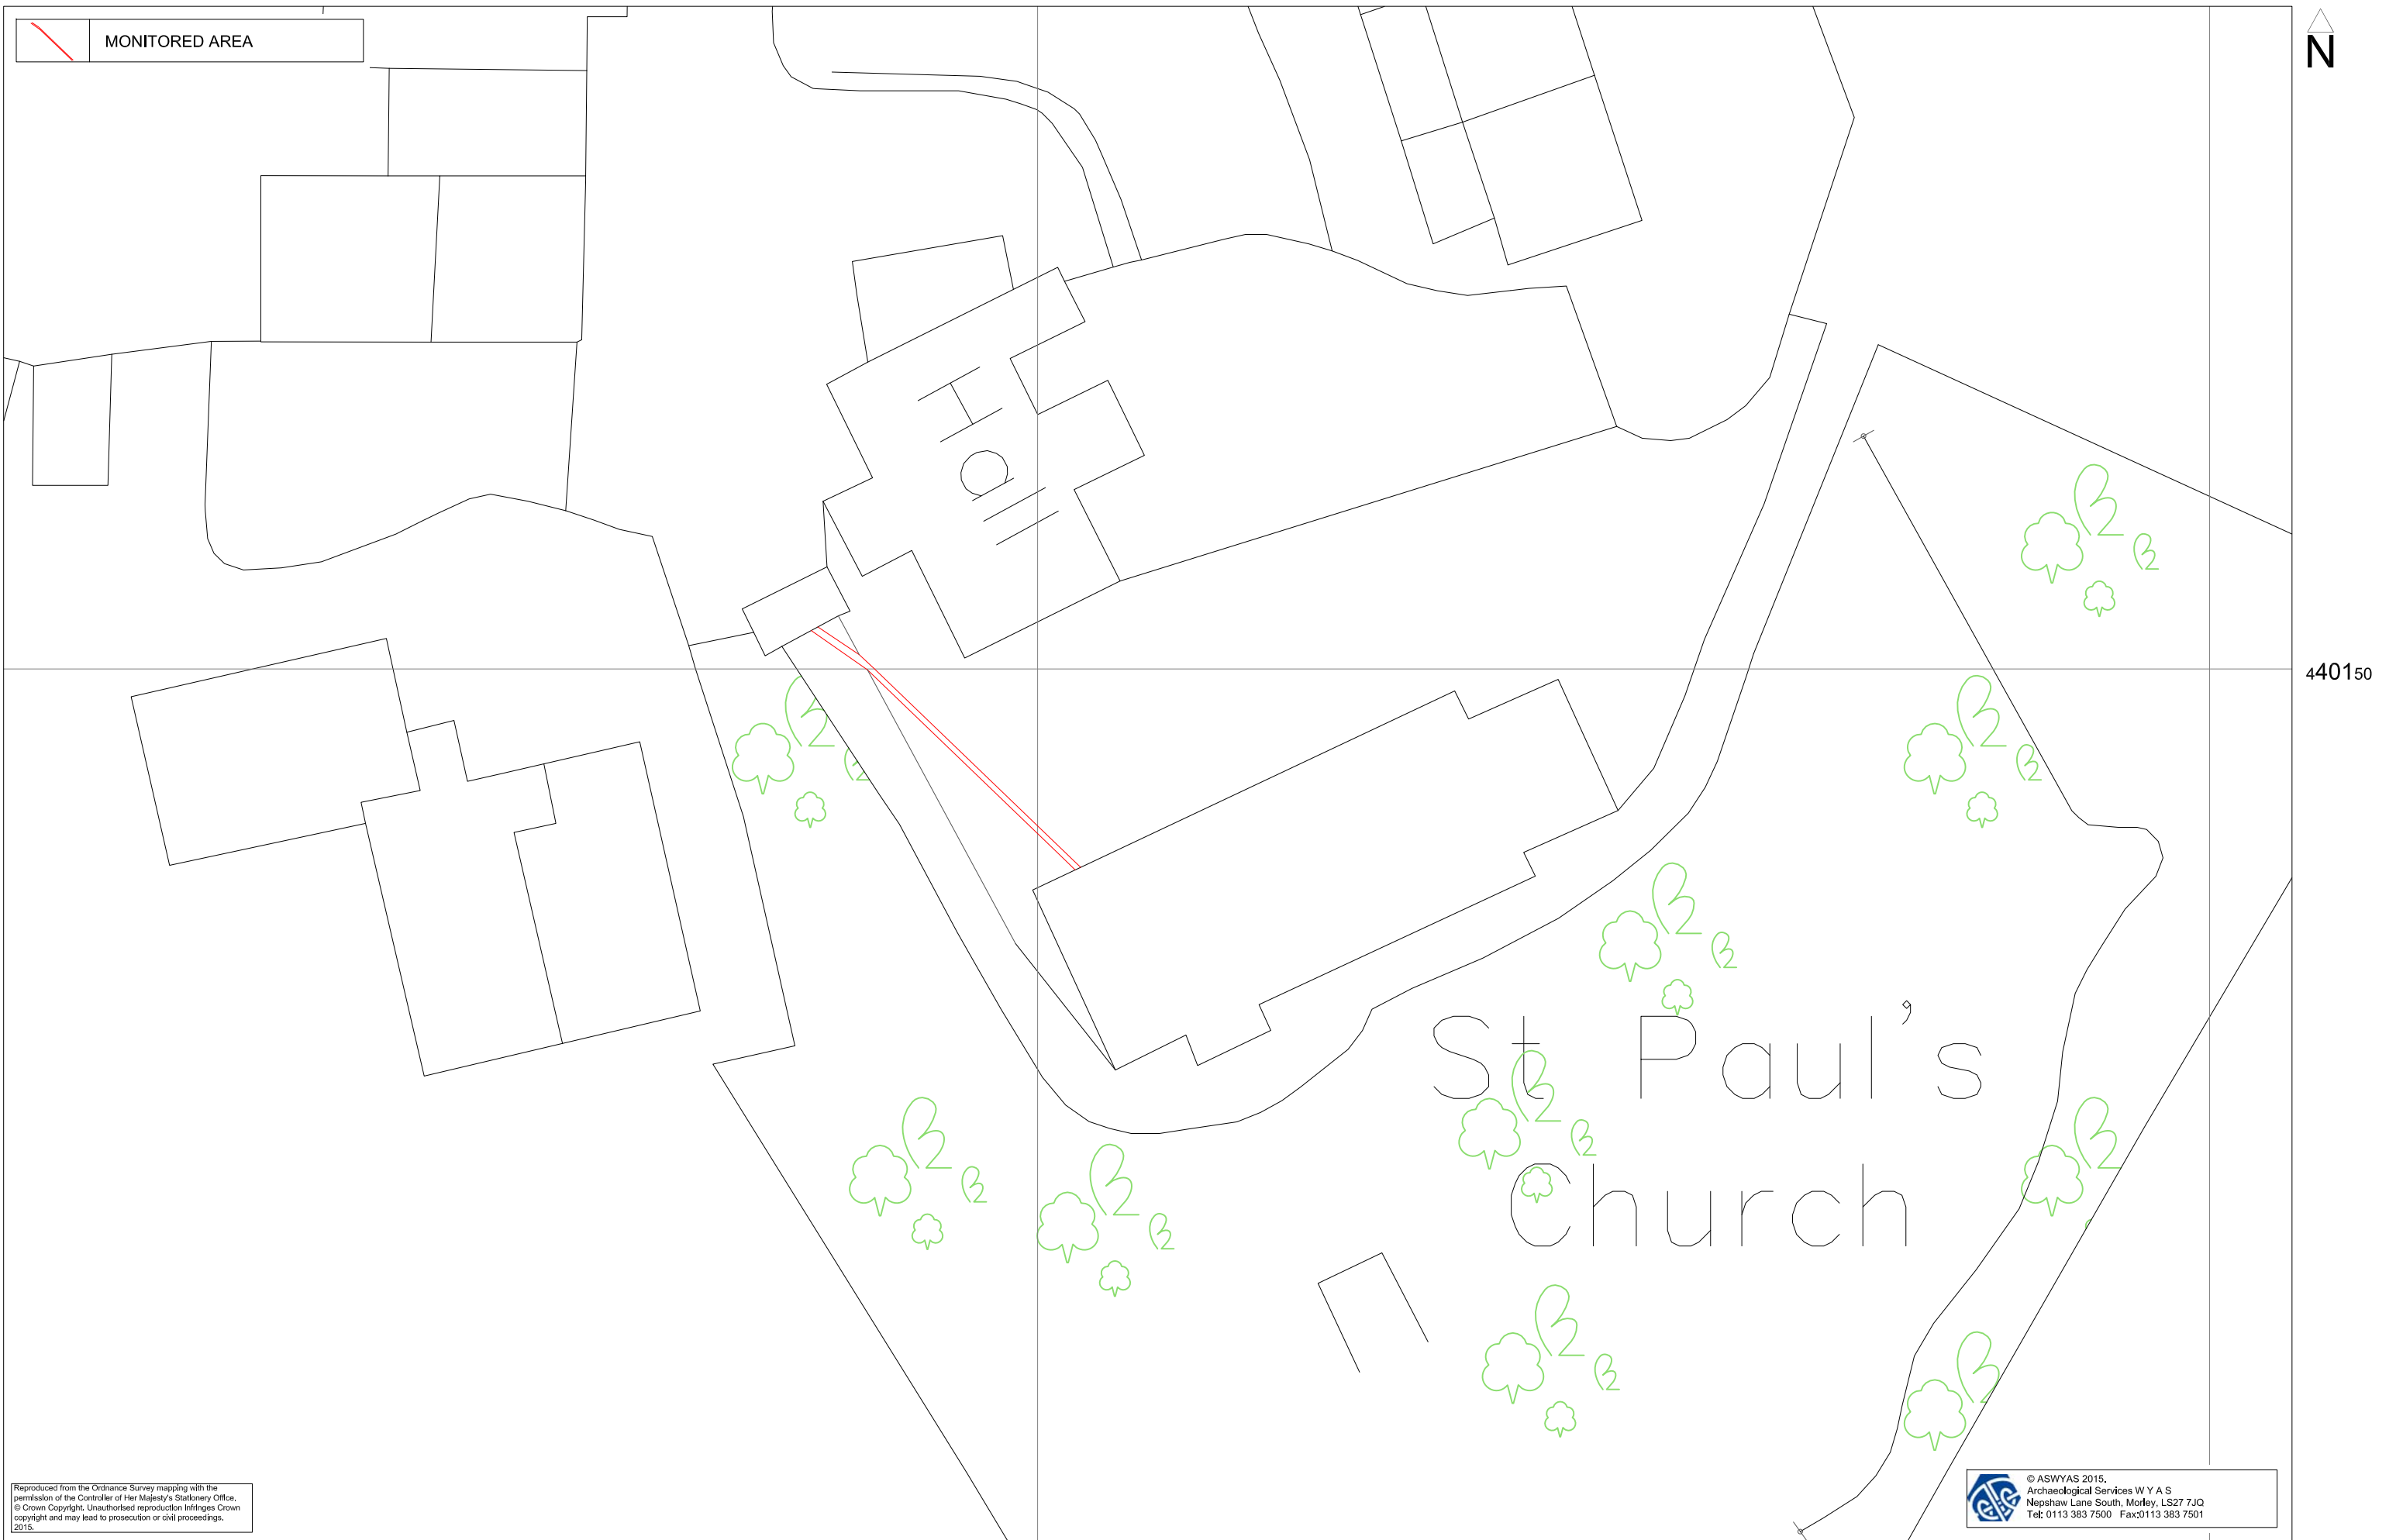 MONITORED AREA
N
Hall
440150
St Paul's
Church
Reproduced from the Ordnance Survey mapping with the
permission of the Controller of Her Majesty's Stationery Office.
© Crown Copyright. Unauthorised reproduction infringes Crown
copyright and may lead to prosecution or civil proceedings.
2015.
© ASWYAS 2015.
Archaeological Services W Y A S
Nepshaw Lane South, Morley, LS27 7JQ
Tel: 0113 383 7500 Fax:0113 383 7501